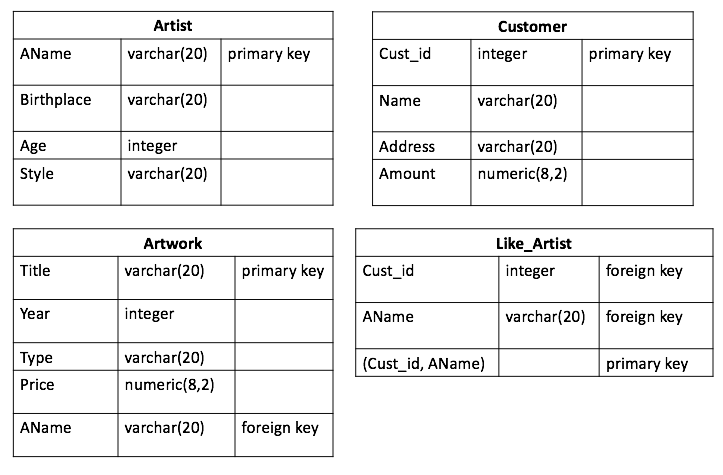 Artist
AName varchar(20) primary key
Birthplace varchar(20)
Age integer
Style varchar(20)
Customer
Cust_id integer primary key
Name varchar(20)
Address varchar(20)
Amount numeric(8,2)
Artwork
Title varchar(20) primary key
Year integer
Type varchar(20)
Price numeric(8,2)
AName varchar(20) foreign key
Like_Artist
Cust_id integer foreign key
AName varchar(20) foreign key
(Cust_id, AName) primary key